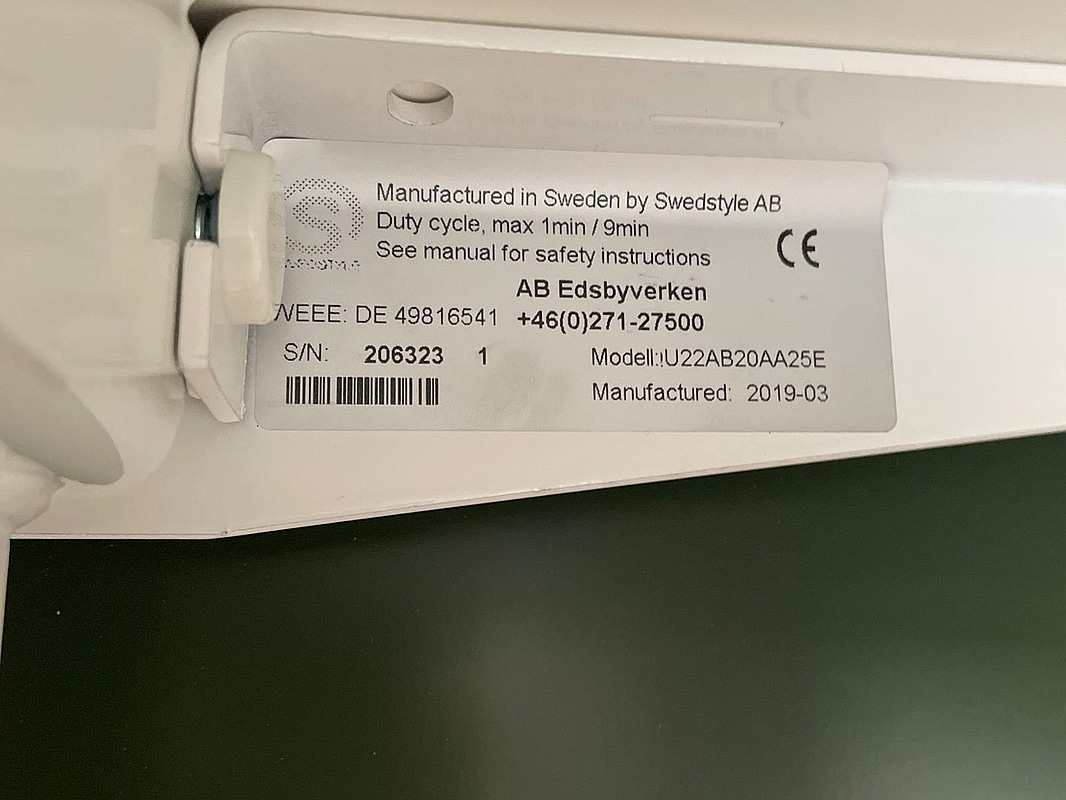 Manufactured in Sweden by Swedstyle AB
Duty cycle, max 1min / 9min
See manual for safety instructions
CE
AB Edsbyverken
WEEE: DE 49816541 +46(0)271-27500
S/N: 206323 1 Modell: U22AB20AA25E
Manufactured: 2019-03